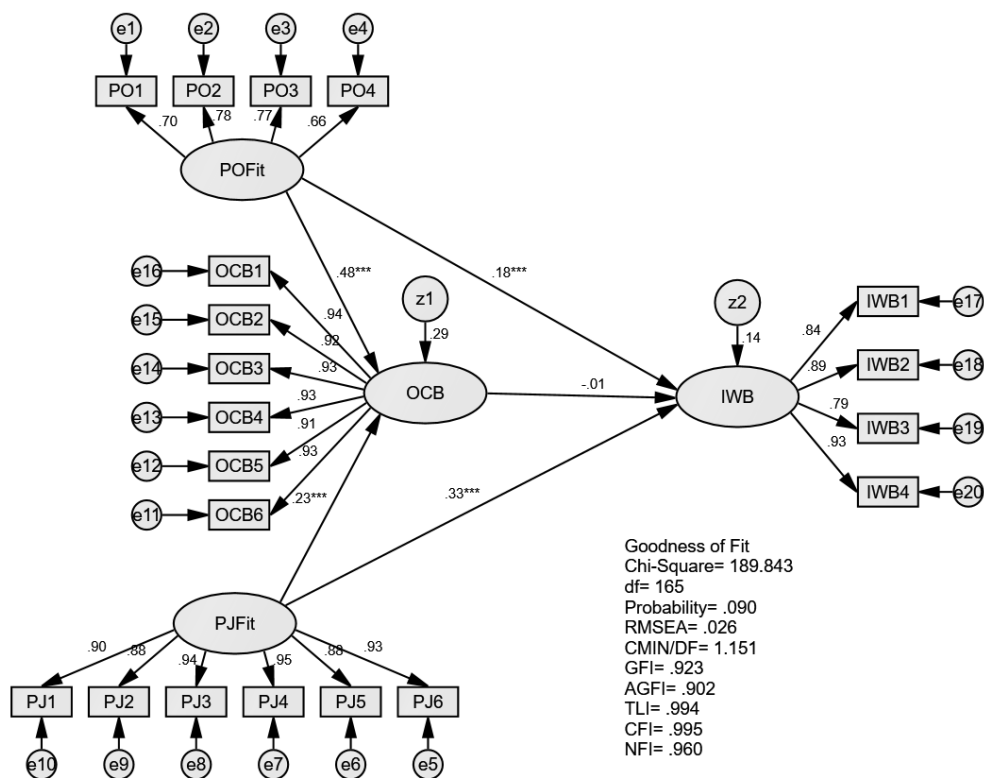 e1 e2 e3 e4
PO1 PO2 PO3 PO4
.70 .78 .77 .66
POFit
.48*** .18***
e16 OCB1
e15 OCB2
e14 OCB3
e13 OCB4
e12 OCB5
e11 OCB6
.94
.92
.93
.93
.91
.93
z1
.29
OCB
-.01
z2
.14
IWB
.84
.89
.79
.93
IWB1 e17
IWB2 e18
IWB3 e19
IWB4 e20
.23*** .33***
PJFit
.90 .88 .94 .95 .88 .93
PJ1 PJ2 PJ3 PJ4 PJ5 PJ6
e10 e9 e8 e7 e6 e5
Goodness of Fit
Chi-Square= 189.843
df= 165
Probability= .090
RMSEA= .026
CMIN/DF= 1.151
GFI= .923
AGFI= .902
TLI= .994
CFI= .995
NFI= .960